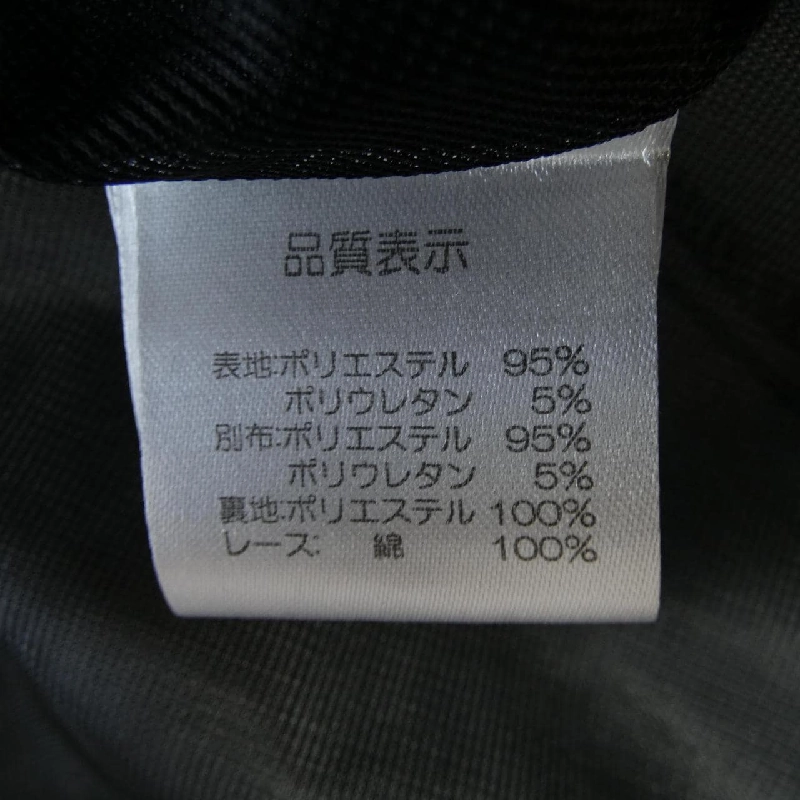 品質表示
表地:ポリエステル 95%
ポリウレタン 5%
別布:ポリエステル 95%
ポリウレタン 5%
裏地:ポリエステル 100%
レース: 綿 100%